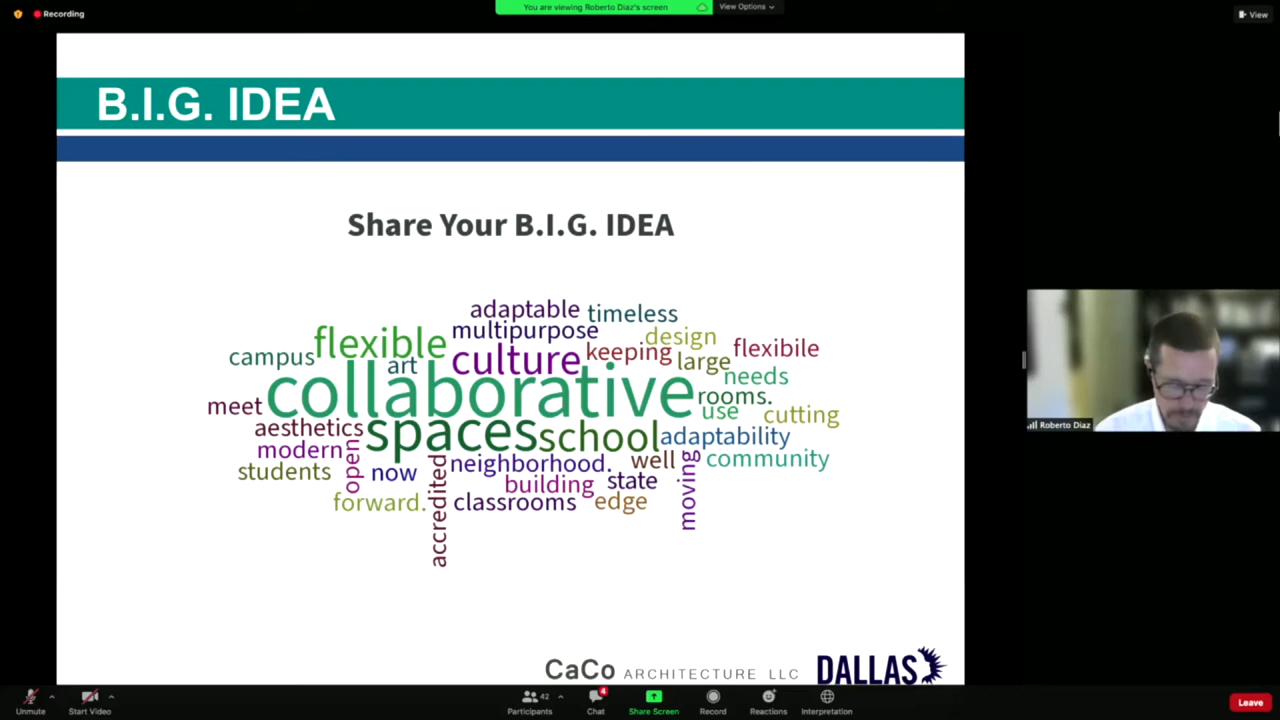 Recording
You are viewing Roberto Diaz's screen
View Options
View
B.I.G. IDEA
Share Your B.I.G. IDEA
adaptable
timeless
flexible
multipurpose
design
campus
art
culture
keeping
large
flexibile
collaborative
needs
meet
rooms.
use
cutting
aesthetics
spaces
school
adaptability
modern
open
students
now
neighborhood.
well
moving
community
building
state
forward.
accredited
classrooms
edge
Roberto Diaz
CaCo ARCHITECTURE LLC
DALLAS
Unmute
Start Video
42
Participants
4
Chat
Share Screen
Record
Reactions
Interpretation
Leave